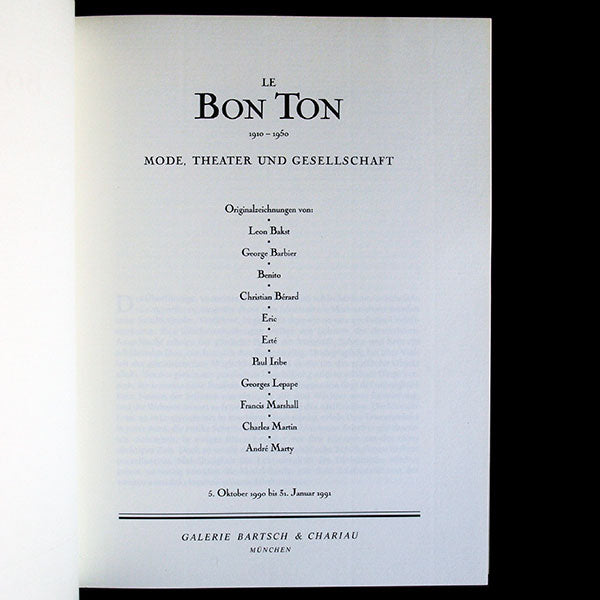 LE
BON TON
1910 – 1950
MODE, THEATER UND GESELLSCHAFT
Originalzeichnungen von:
Leon Bakst
George Barbier
Benito
Christian Bérard
Eric
Erté
Paul Iribe
Georges Lepape
Francis Marshall
Charles Martin
André Marty
5. Oktober 1990 bis 31. Januar 1991
GALERIE BARTSCH & CHARIAU
MÜNCHEN